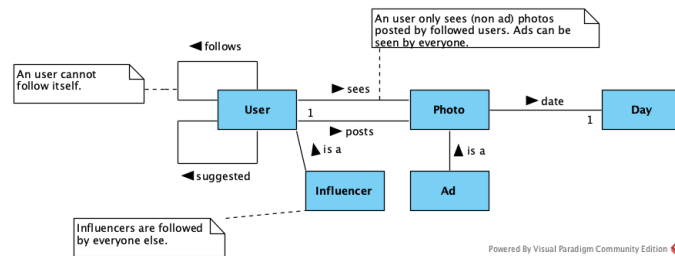 An user only sees (non ad) photos
posted by followed users. Ads can be
seen by everyone.
follows
An user cannot
follow itself.
sees
User
1
Photo
date
1
Day
posts
is a
is a
suggested
Influencer
Ad
Influencers are followed
by everyone else.
Powered By Visual Paradigm Community Edition